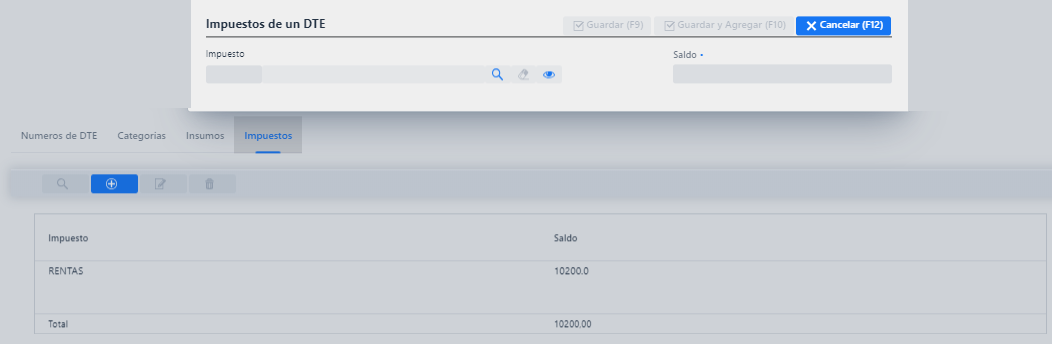 Impuestos de un DTE
Guardar (F9)
Guardar y Agregar (F10)
Cancelar (F12)
Impuesto
Saldo
Numeros de DTE
Categorias
Insumos
Impuestos
Impuesto
Saldo
RENTAS
10200.0
Total
10200.00